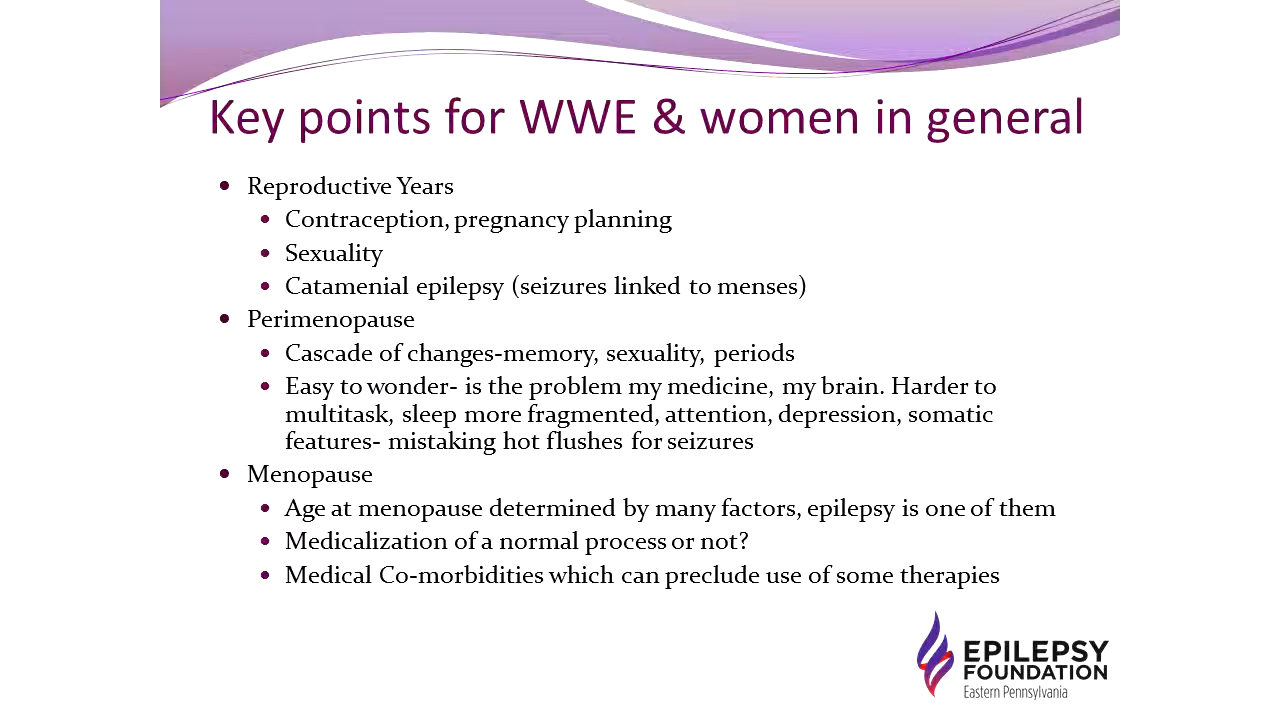 Key points for WWE & women in general
• Reproductive Years
• Contraception, pregnancy planning
• Sexuality
• Catamenial epilepsy (seizures linked to menses)
• Perimenopause
• Cascade of changes-memory, sexuality, periods
• Easy to wonder- is the problem my medicine, my brain. Harder to
multitask, sleep more fragmented, attention, depression, somatic
features- mistaking hot flushes for seizures
• Menopause
• Age at menopause determined by many factors, epilepsy is one of them
• Medicalization of a normal process or not?
• Medical Co-morbidities which can preclude use of some therapies
EPILEPSY
FOUNDATION
Eastern Pennsylvania